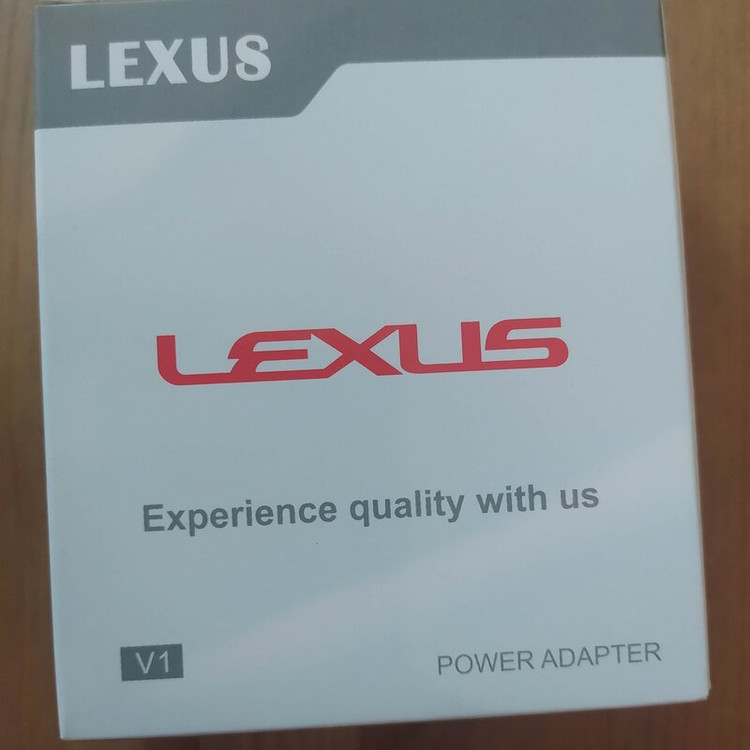 LEXUS
LEXUS
Experience quality with us
V1
POWER ADAPTER